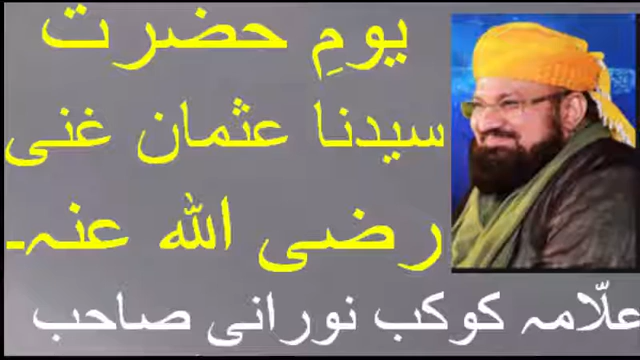 یومِ حضرت
سیدنا عثمان غنی
رضی اللہ عنہ۔
علّامہ کوکب نورانی صاحب